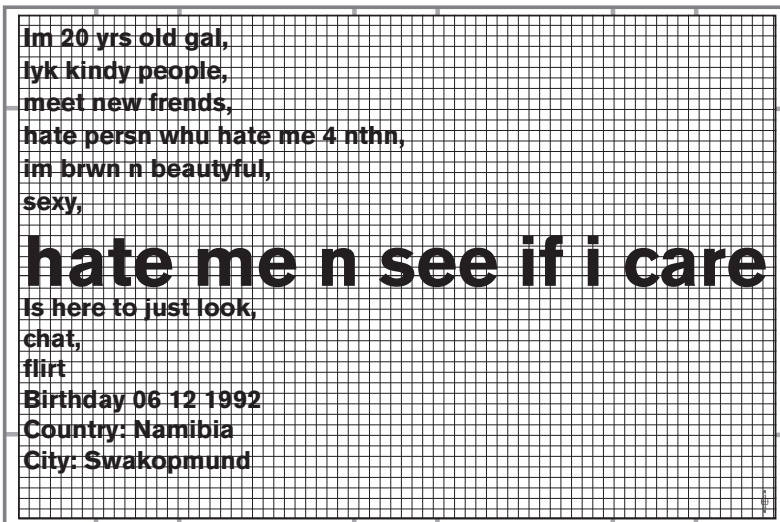 Im 20 yrs old gal,
lyk kindy people,
meet new frends,
hate persn whu hate me 4 nthn,
im brwn n beautyful,
sexy,
hate me n see if i care
Is here to just look,
chat,
flirt
Birthday 06 12 1992
Country: Namibia
City: Swakopmund